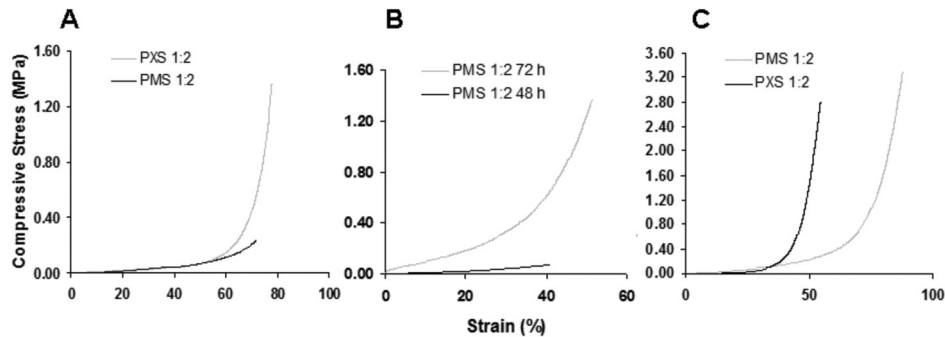 A
PXS 1:2
PMS 1:2
Compressive Stress (MPa)
1.60
1.20
0.80
0.40
0.00
0 20 40 60 80 100
B
PMS 1:2 72 h
PMS 1:2 48 h
1.60
1.20
0.80
0.40
0.00
0 20 40 60
Strain (%)
C
PMS 1:2
PXS 1:2
3.60
3.20
2.80
2.40
2.00
1.60
1.20
0.80
0.40
0.00
0 50 100